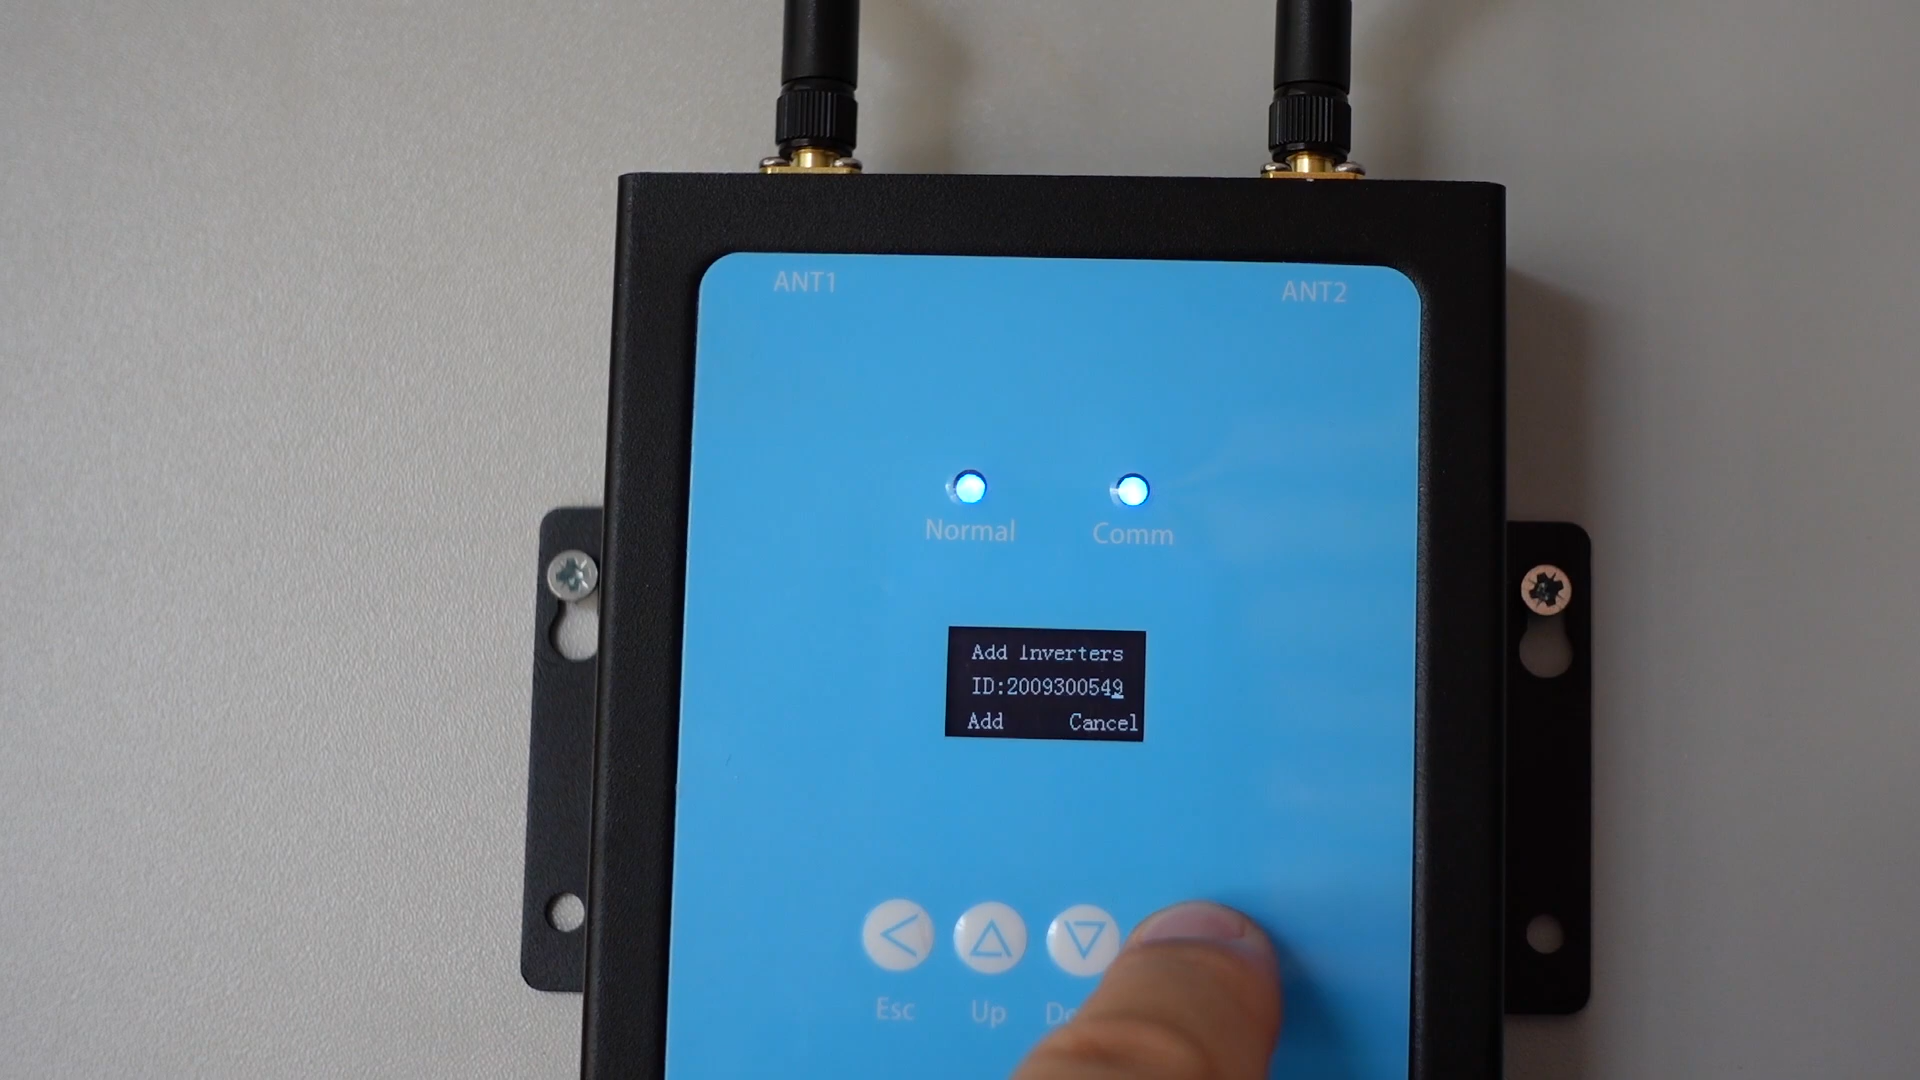 ANT1 ANT2
Normal Comm
Add Inverters
ID:2009300549
Add Cancel
Esc Up